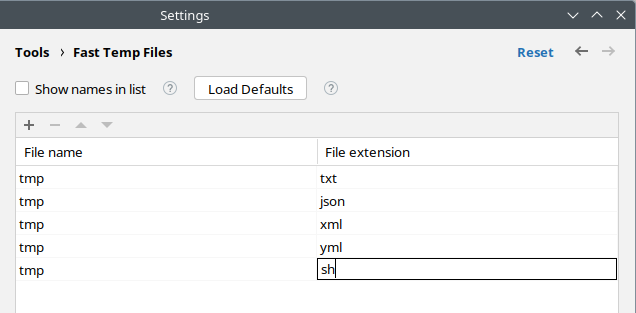 Settings
Tools > Fast Temp Files Reset
Show names in list ? Load Defaults ?
File name File extension
tmp txt
tmp json
tmp xml
tmp yml
tmp sh